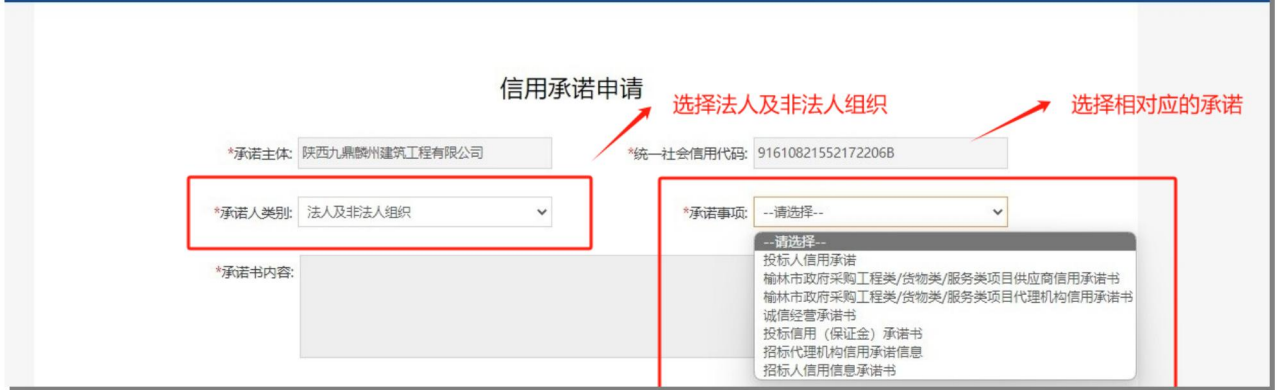 信用承诺申请
选择法人及非法人组织
选择相对应的承诺
*承诺主体: 陕西九鼎麟州建筑工程有限公司 *统一社会信用代码: 91610821552172206B
*承诺人类别: 法人及非法人组织 *承诺事项: --请选择--
--请选择--
*承诺书内容:
投标人信用承诺
榆林市政府采购工程类/货物类/服务类项目供应商信用承诺书
榆林市政府采购工程类/货物类/服务类项目代理机构信用承诺书
诚信经营承诺书
投标信用（保证金）承诺书
招标代理机构信用承诺信息
招标人信用信息承诺书